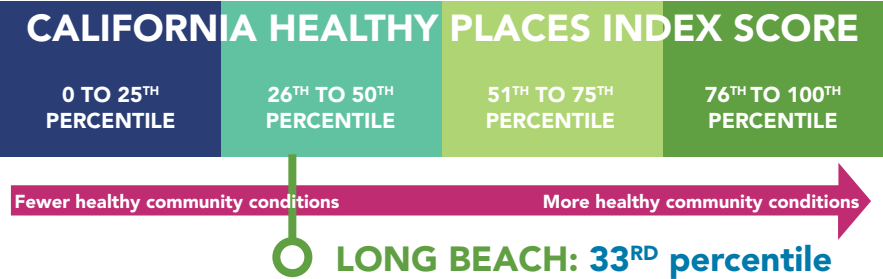 CALIFORNIA HEALTHY PLACES INDEX SCORE
0 TO 25TH PERCENTILE
26TH TO 50TH PERCENTILE
51TH TO 75TH PERCENTILE
76TH TO 100TH PERCENTILE
Fewer healthy community conditions
More healthy community conditions
LONG BEACH: 33RD percentile